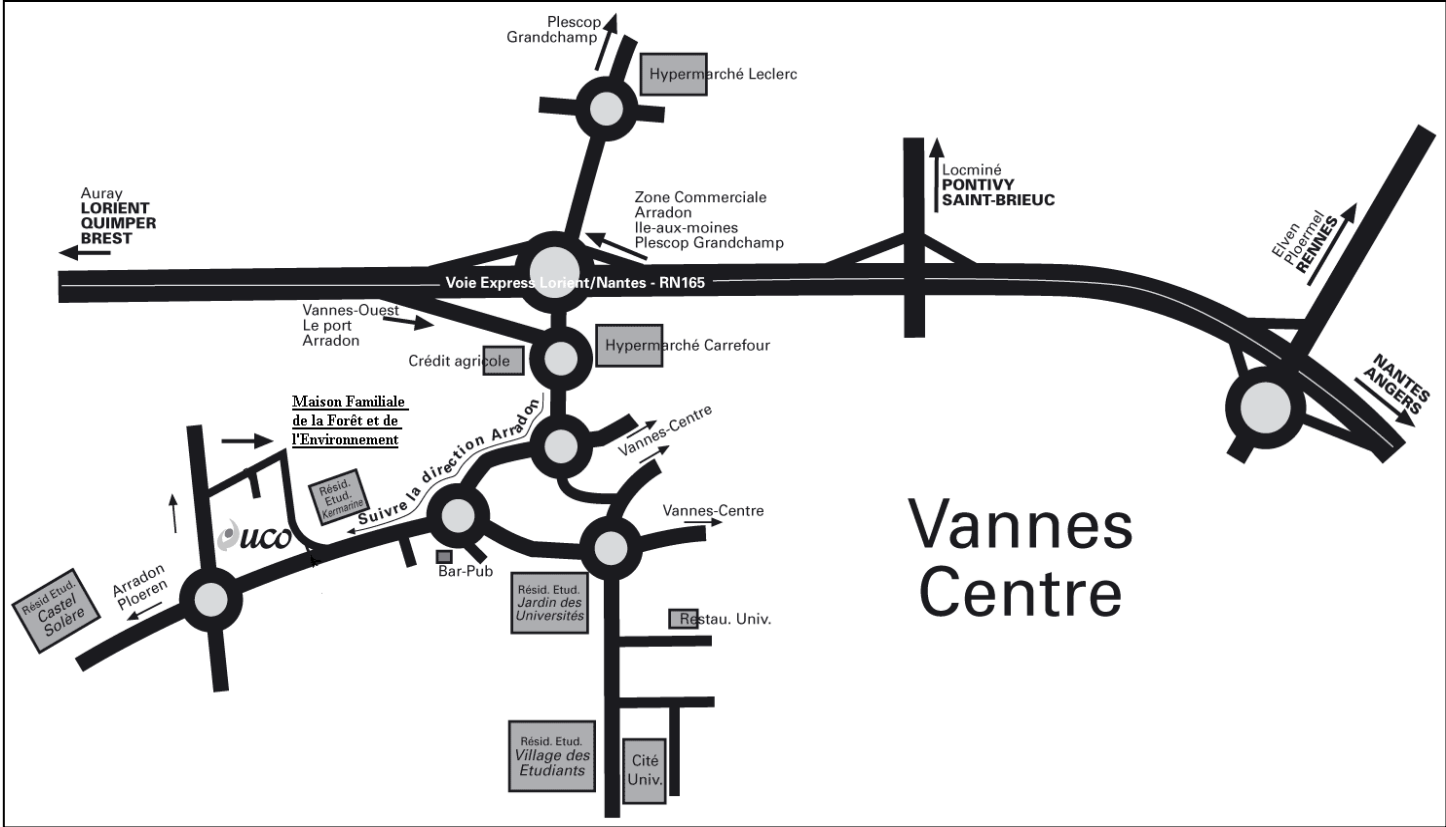 Plescop
Grandchamp
Hypermarché Leclerc
Auray
LORIENT
QUIMPER
BREST
Zone Commerciale
Arradon
Ile-aux-moines
Plescop Grandchamp
Locminé
PONTIVY
SAINT-BRIEUC
Elven
Ploermel
RENNES
Voie Express Lorient/Nantes - RN165
Vannes-Ouest
Le port
Arradon
Crédit agricole
Hypermarché Carrefour
NANTES
ANGERS
Maison Familiale
de la Forêt et de
l'Environnement
Suivre la direction Arradon
Vannes-Centre
Résid.
Etud.
Kermarine
Vannes-Centre
uco
Vannes
Centre
Bar-Pub
Arradon
Ploeren
Résid Etud.
Castel
Solère
Résid. Etud.
Jardin des
Universités
Restau. Univ.
Résid. Etud.
Village des
Etudiants
Cité
Univ.